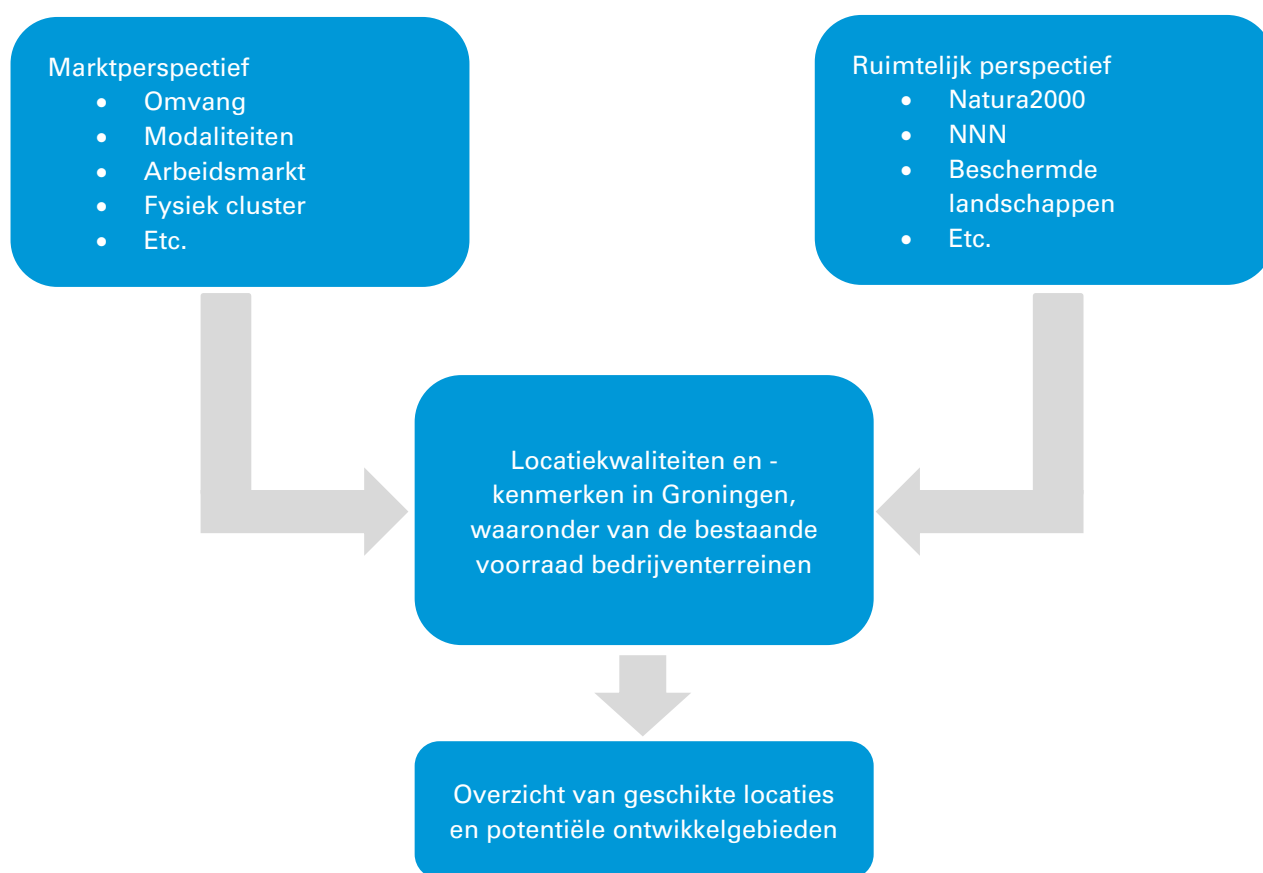 Marktperspectief
• Omvang
• Modaliteiten
• Arbeidsmarkt
• Fysiek cluster
• Etc.
Ruimtelijk perspectief
• Natura2000
• NNN
• Beschermde
landschappen
• Etc.
Locatiekwaliteiten en -
kenmerken in Groningen,
waaronder van de bestaande
voorraad bedrijventerreinen
Overzicht van geschikte locaties
en potentiële ontwikkelgebieden